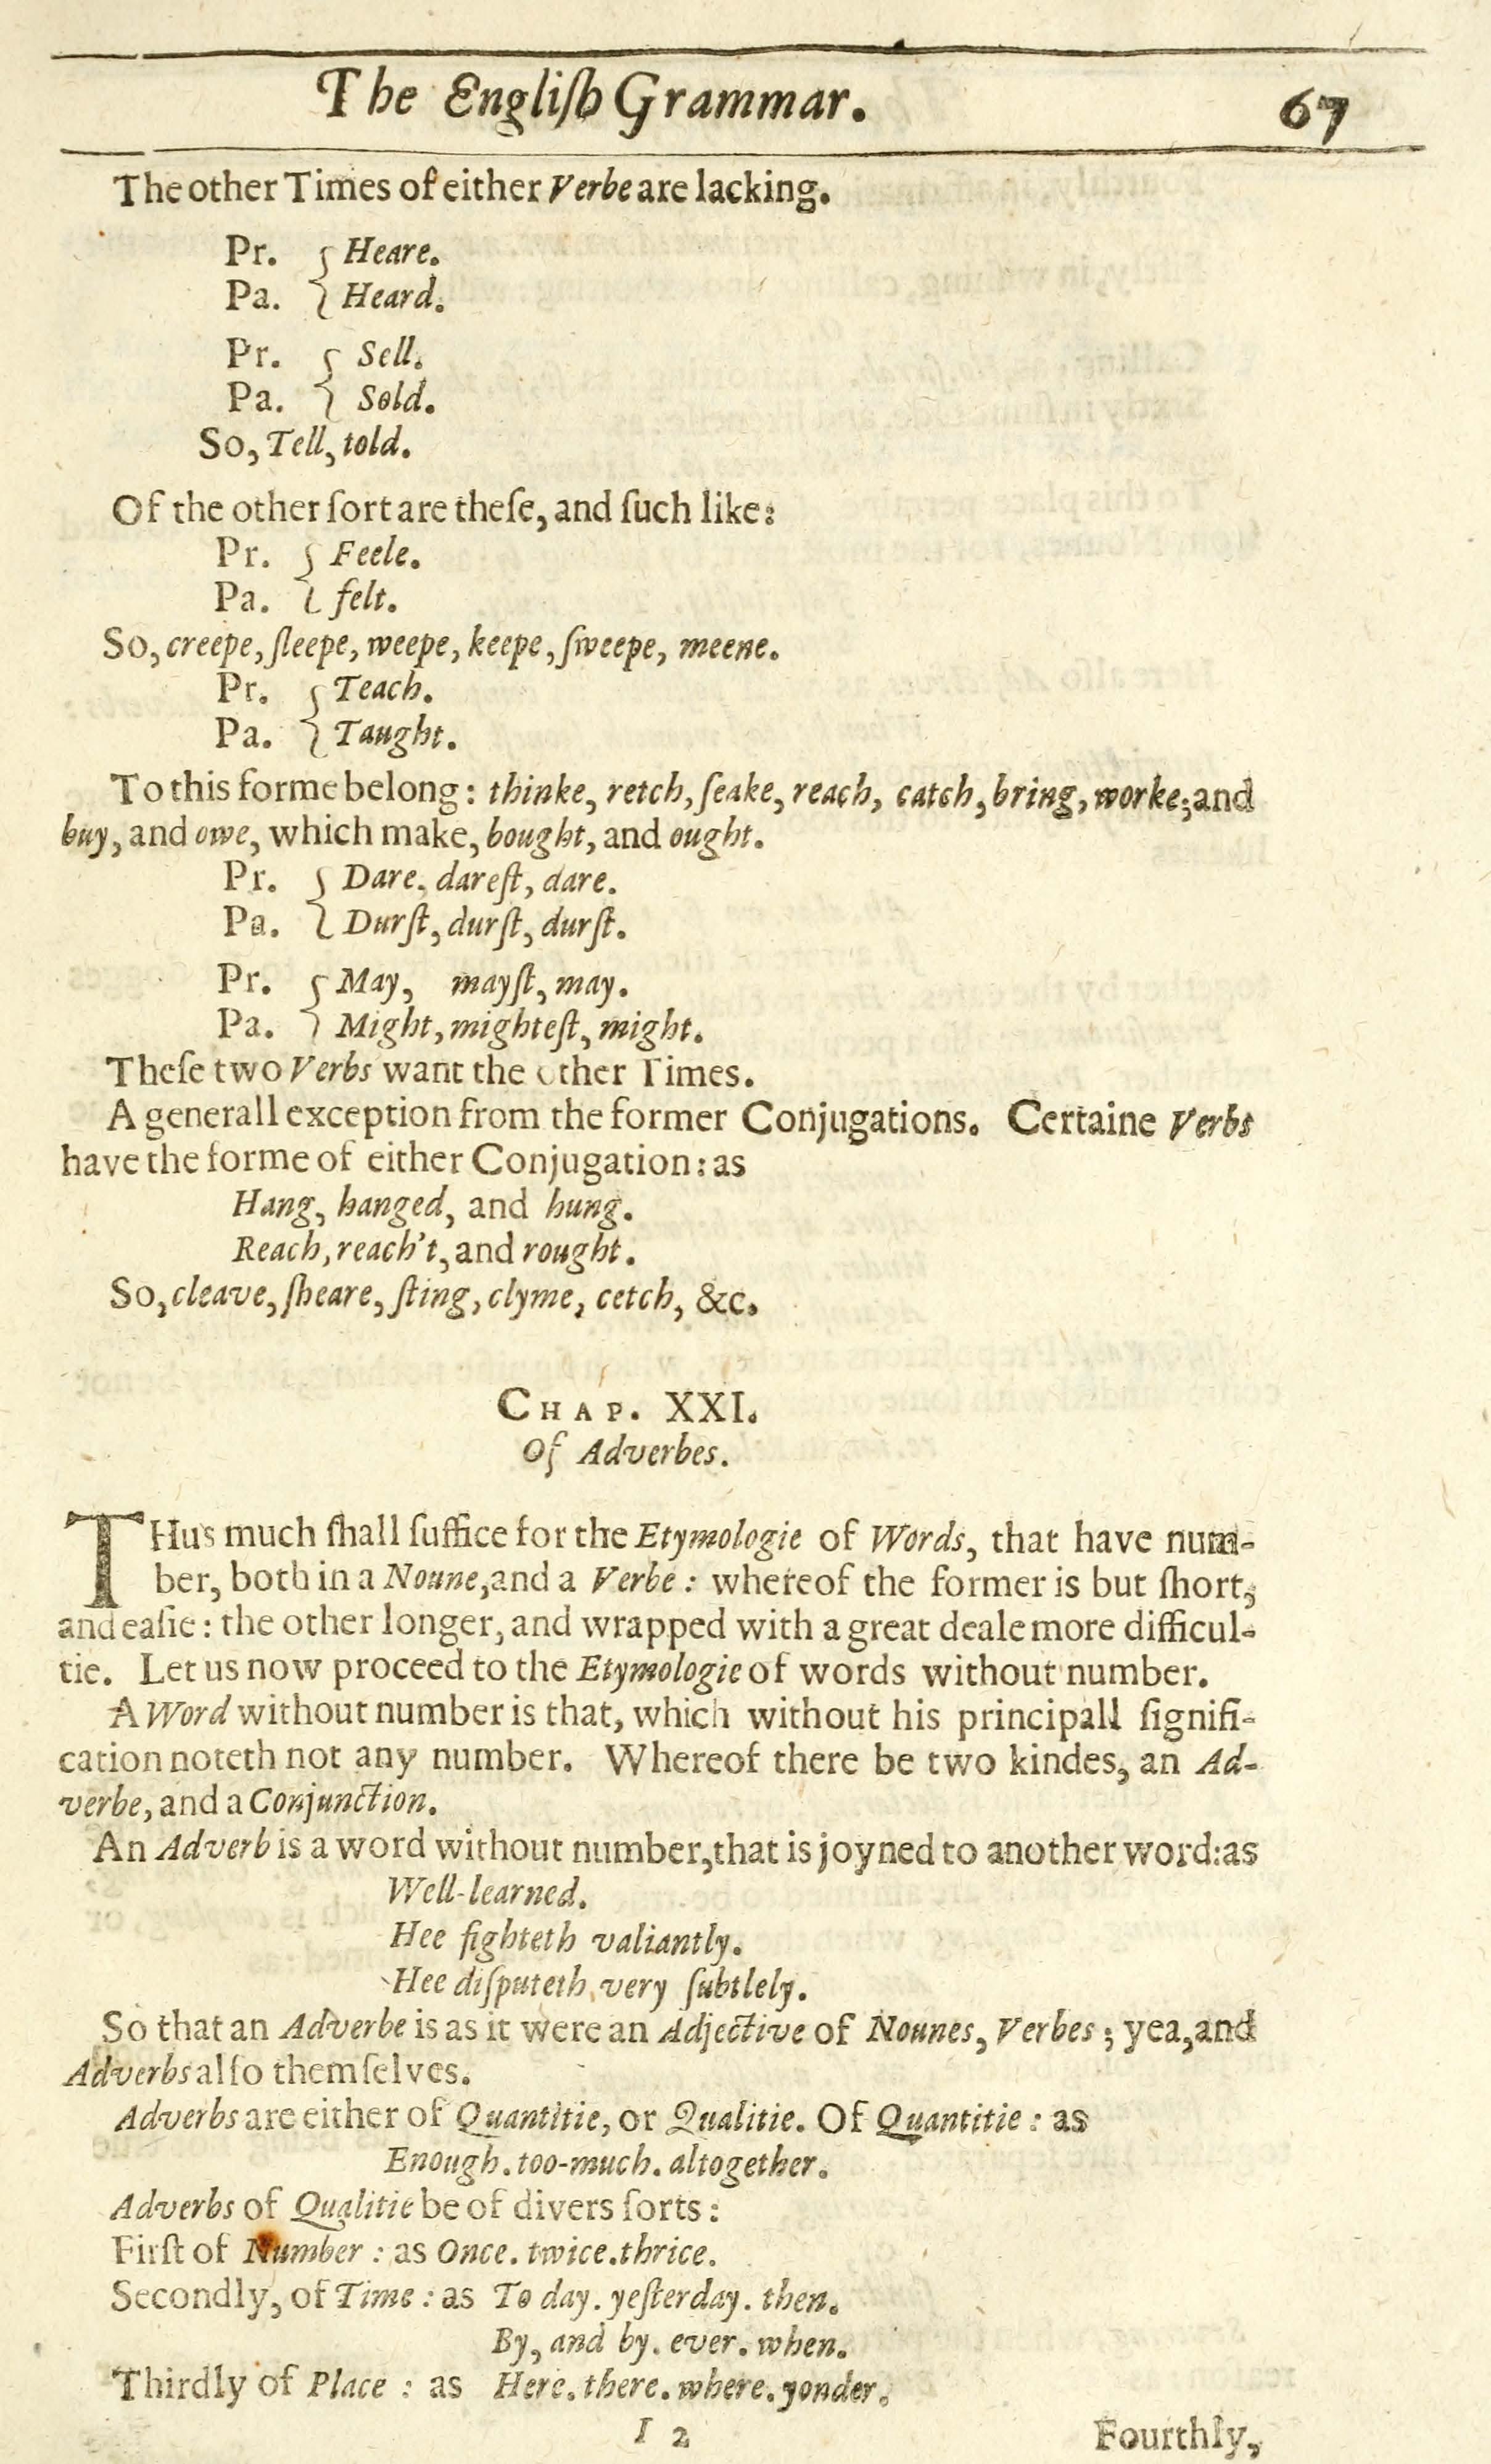 The Engliſh Grammar. 67
The other Times of either Verbe are lacking.
Pr. { Heare.
Pa. { Heard.
Pr. { Sell.
Pa. { Sold.
So, Tell, told.
Of the other ſort are theſe, and ſuch like:
Pr. { Feele.
Pa. { felt.
So, creepe, ſleepe, weepe, keepe, ſweepe, meene.
Pr. { Teach.
Pa. { Taught.
To this forme belong: thinke, retch, ſeake, reach, catch, bring, worke; and
buy, and owe, which make, bought, and ought.
Pr. { Dare. dareſt, dare.
Pa. { Durſt, durſt, durſt.
Pr. { May, mayſt, may.
Pa. { Might, mighteſt, might.
Theſe two Verbs want the other Times.
A generall exception from the former Conjugations. Certaine Verbs
have the forme of either Conjugation: as
Hang, hanged, and hung.
Reach, reach't, and rought.
So, cleave, ſheare, ſting, clyme, cetch, &c.
CHAP. XXI.
Of Adverbes.
THus much ſhall ſuffice for the Etymologie of Words, that have num-
ber, both in a Noune, and a Verbe: whereof the former is but ſhort,
and eaſie: the other longer, and wrapped with a great deale more difficul-
tie. Let us now proceed to the Etymologie of words without number.
A Word without number is that, which without his principall ſignifi-
cation noteth not any number. Whereof there be two kindes, an Ad-
verbe, and a Conjunction.
An Adverb is a word without number, that is joyned to another word: as
Well-learned.
Hee fighteth valiantly.
Hee diſputeth very ſubtlely.
So that an Adverbe is as it were an Adjective of Nounes, Verbes; yea, and
Adverbs alſo themſelves.
Adverbs are either of Quantitie, or Qualitie. Of Quantitie: as
Enough. too-much. altogether.
Adverbs of Qualitie be of divers ſorts:
Firſt of Number: as Once. twice. thrice.
Secondly, of Time: as To day. yeſterday. then.
By, and by. ever. when.
Thirdly of Place: as Here. there. where. yonder.
I 2 Fourthly,